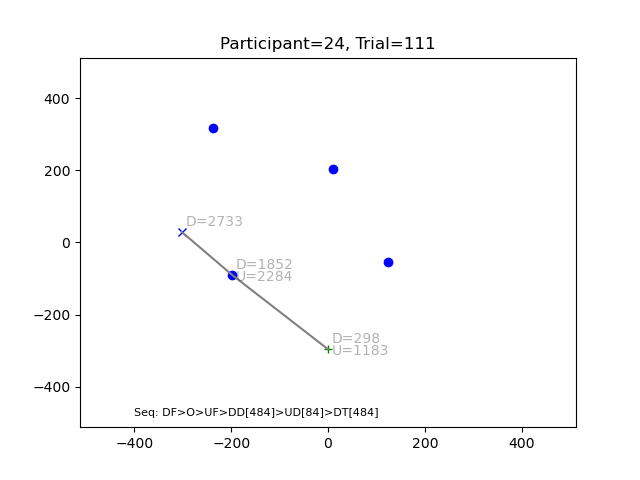 Participant=24, Trial=111
400
200
0
−200
−400
D=2733
D=1852
U=2284
D=298
U=1183
Seq: DF>O>UF>DD[484]>UD[84]>DT[484]
−400
−200
0
200
400